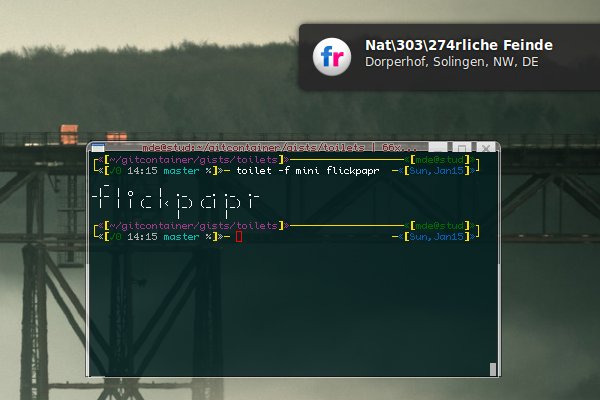 fr
Nat\303\274rliche Feinde
Dorperhof, Solingen, NW, DE
mde@stud:~/gitcontainer/gists/toilets | 66x...
«[~/gitcontainer/gists/toilets]» «[mde@stud]»
«[/0 14:15 master %]»– toilet -f mini flickpapr –«[Sun,Jan15]»
flickpapr
«[~/gitcontainer/gists/toilets]» «[mde@stud]»
«[/0 14:15 master %]»– –«[Sun,Jan15]»